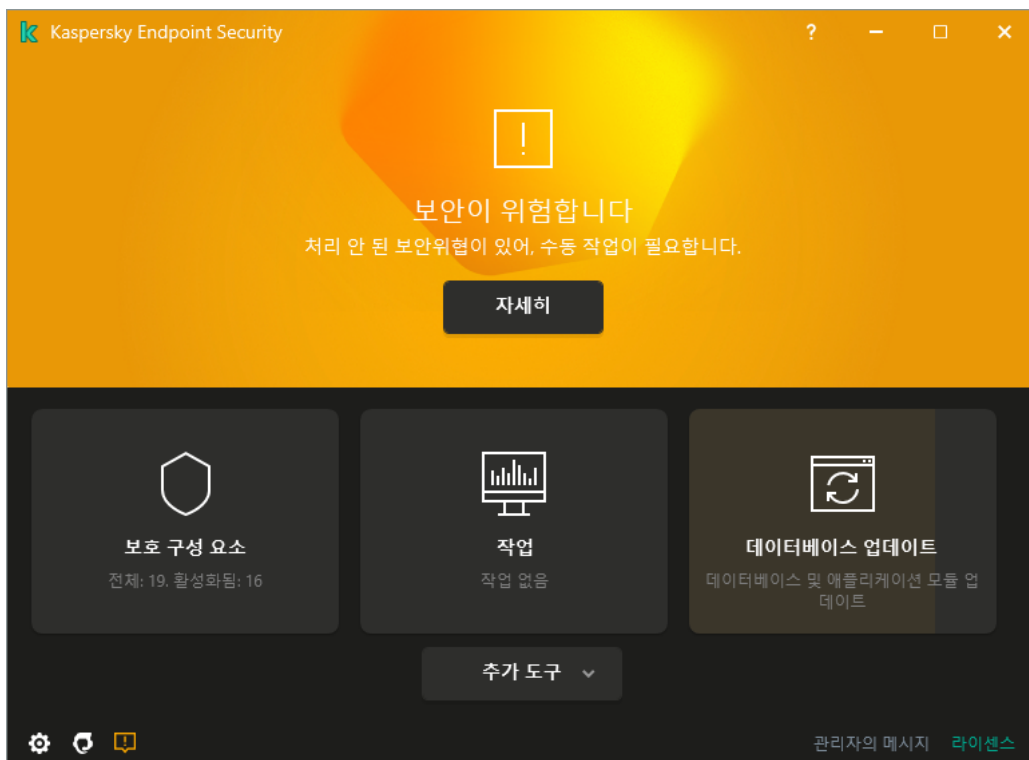 Kaspersky Endpoint Security
?
!
보안이 위험합니다
처리 안 된 보안위협이 있어, 수동 작업이 필요합니다.
자세히
보호 구성 요소
전체: 19. 활성화됨: 16
작업
작업 없음
데이터베이스 업데이트
데이터베이스 및 애플리케이션 모듈 업
데이트
추가 도구
관리자의 메시지 라이센스